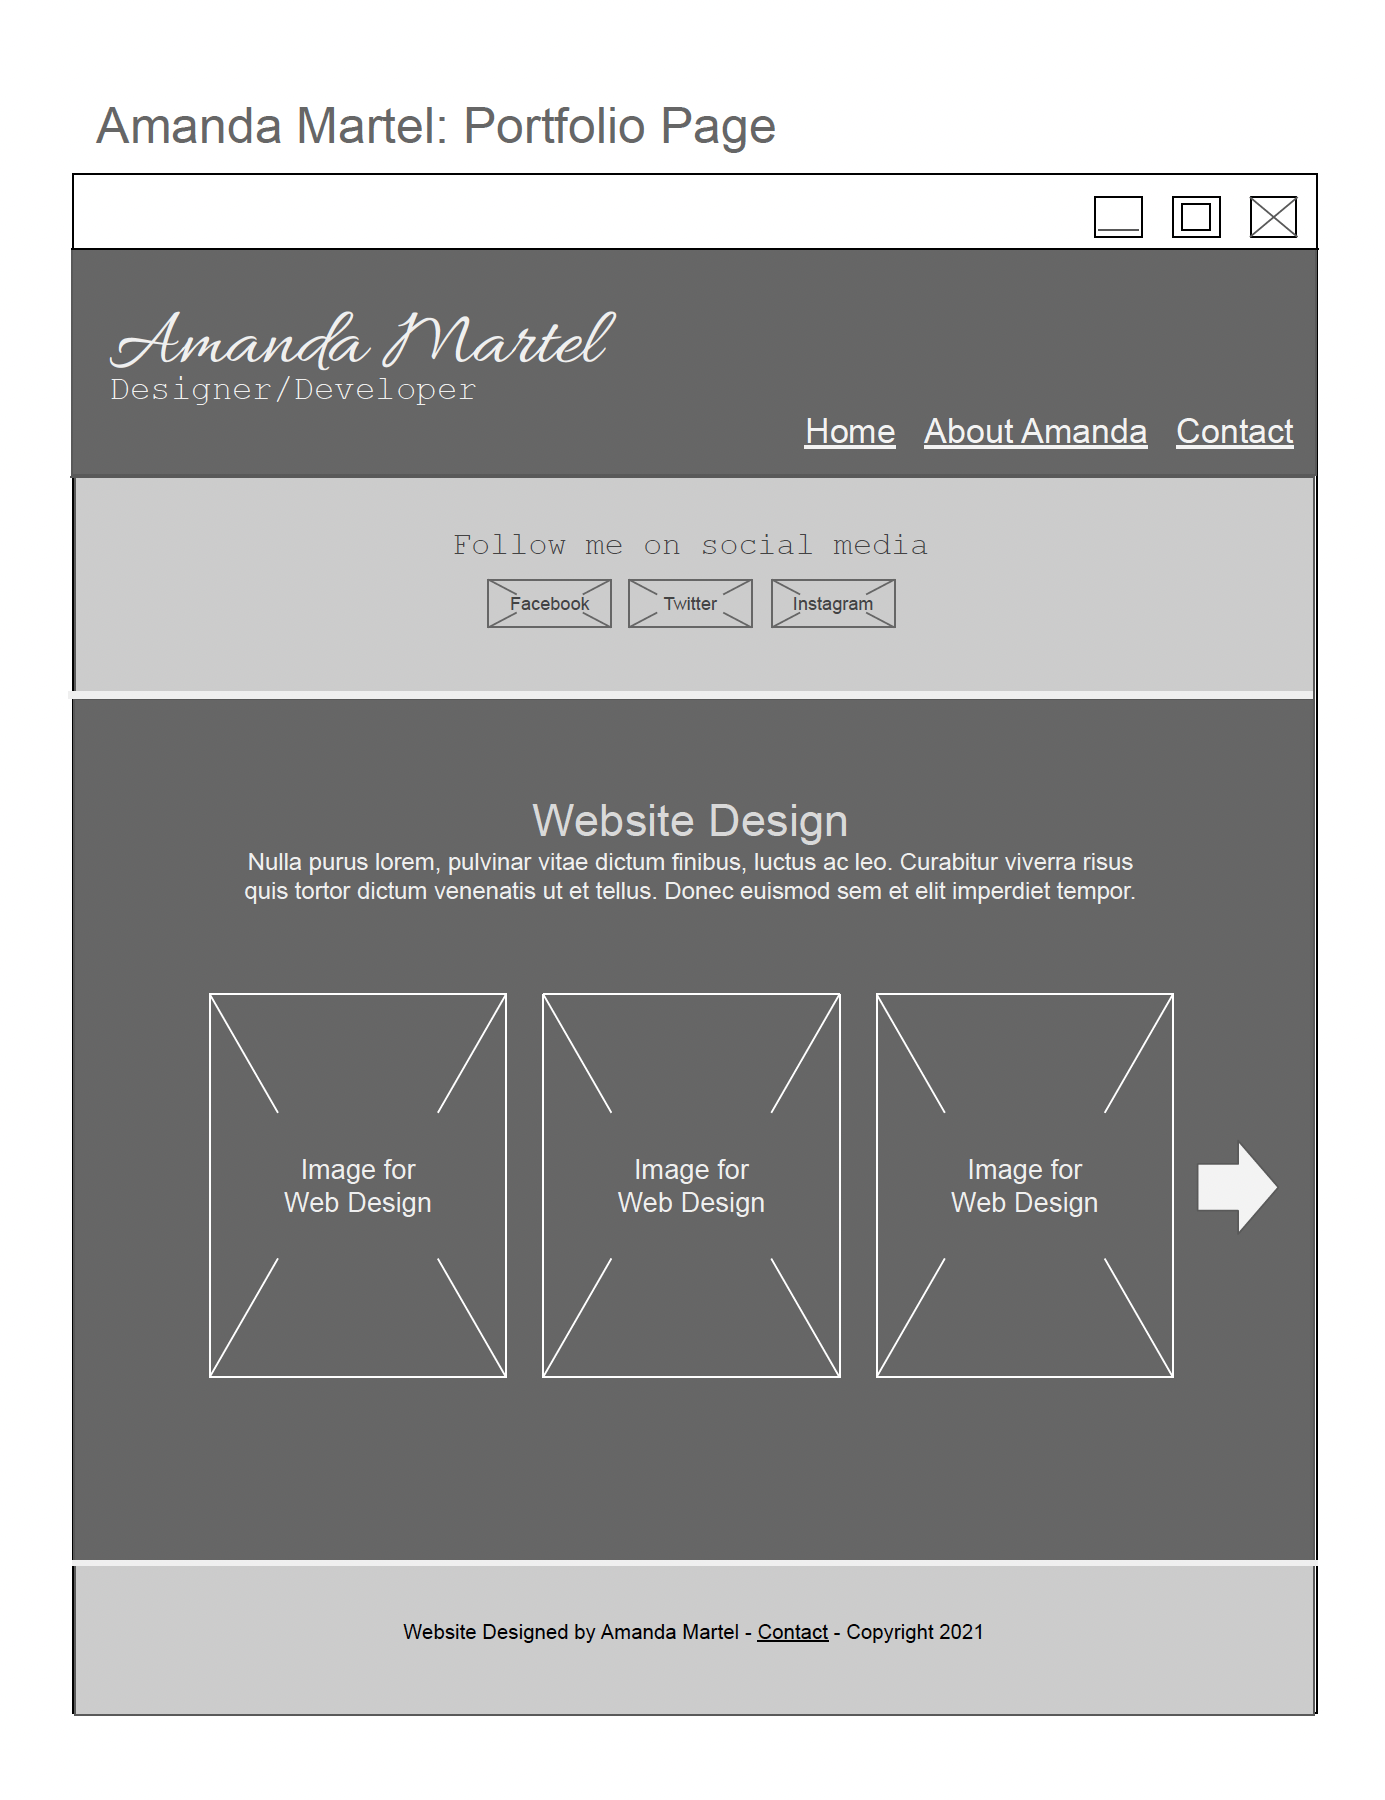 Amanda Martel: Portfolio Page
Amanda Martel
Designer/Developer
Home About Amanda Contact
Follow me on social media
Facebook Twitter Instagram
Website Design
Nulla purus lorem, pulvinar vitae dictum finibus, luctus ac leo. Curabitur viverra risus
quis tortor dictum venenatis ut et tellus. Donec euismod sem et elit imperdiet tempor.
Image for
Web Design
Image for
Web Design
Image for
Web Design
Website Designed by Amanda Martel - Contact - Copyright 2021